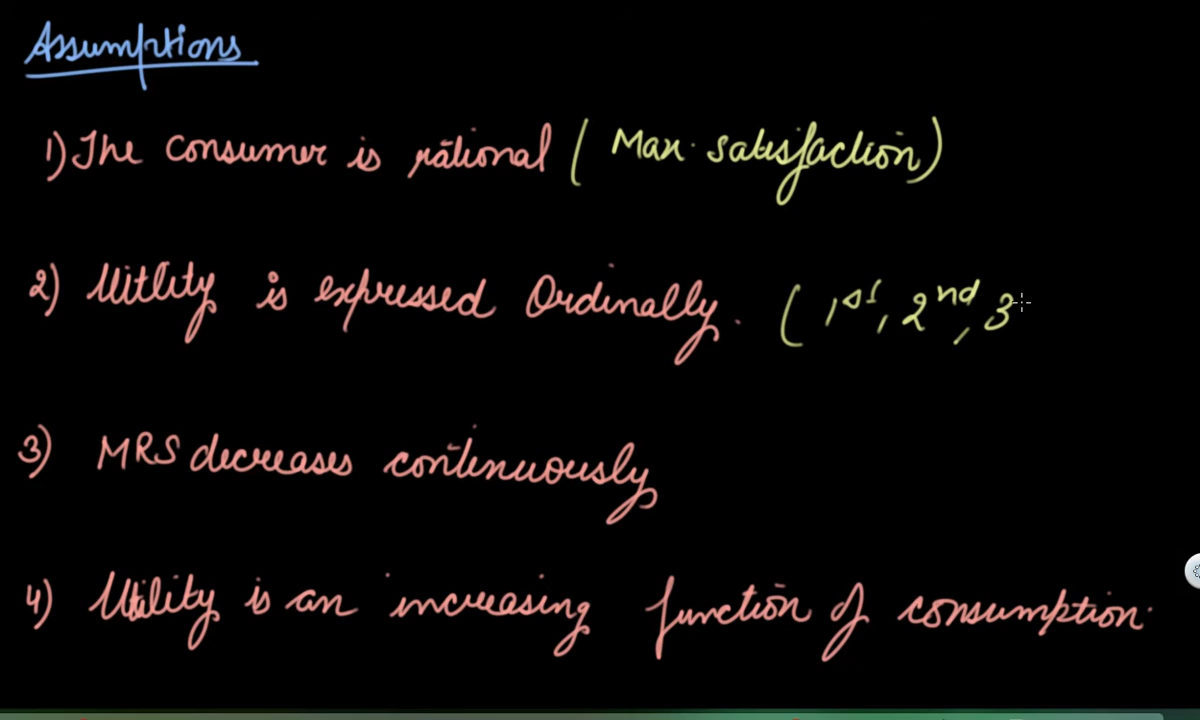 Assumptions
1) The consumer is rational ( Max. satisfaction)
2) Uitlity is expressed Ordinally. ( 1st, 2nd, 3
3) MRS decreases continuously
4) Utility is an increasing function of consumption.